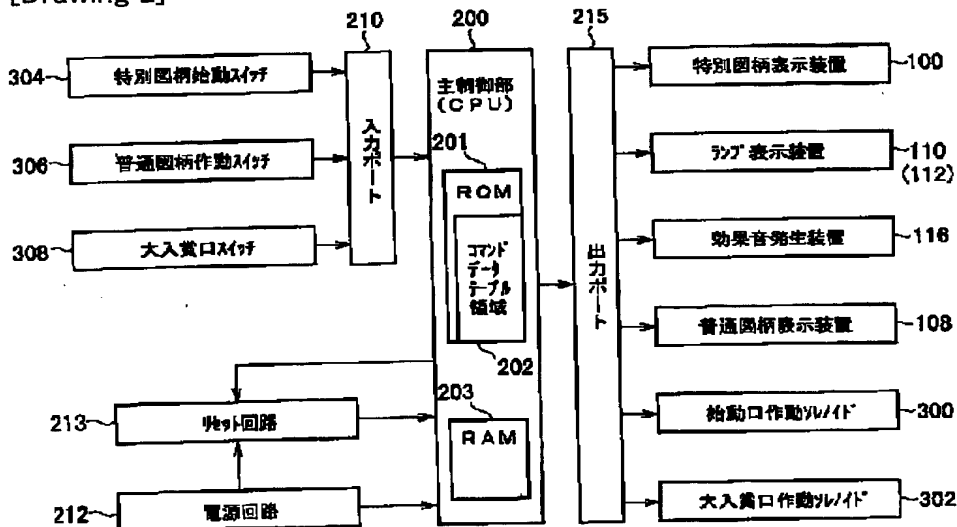 210
200
215
304
特別図柄始動スイッチ
306
普通図柄作動スイッチ
308
大入賞口スイッチ
入力ポート
主制御部
(CPU)
201
ROM
コマンド
データ
テーブル
領域
202
203
RAM
213
リセット回路
212
電源回路
出力ポート
特別図柄表示装置
100
ランプ表示装置
110
(112)
効果音発生装置
116
普通図柄表示装置
108
始動口作動ソレノイド
300
大入賞口作動ソレノイド
302